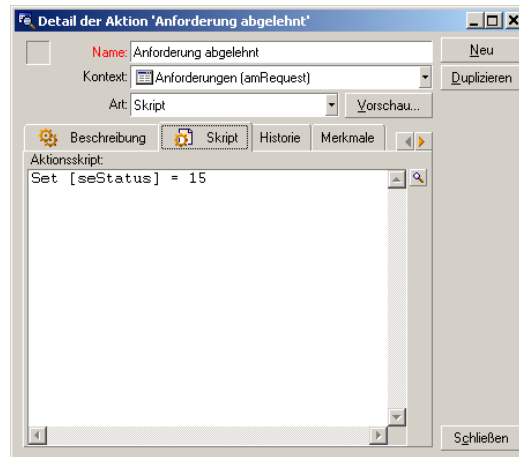 Detail der Aktion 'Anforderung abgelehnt'
Name: Anforderung abgelehnt
Neu
Kontext: Anforderungen (amRequest)
Duplizieren
Art: Skript
Vorschau...
Beschreibung Skript Historie Merkmale
Aktionsskript:
Set [seStatus] = 15
Schließen